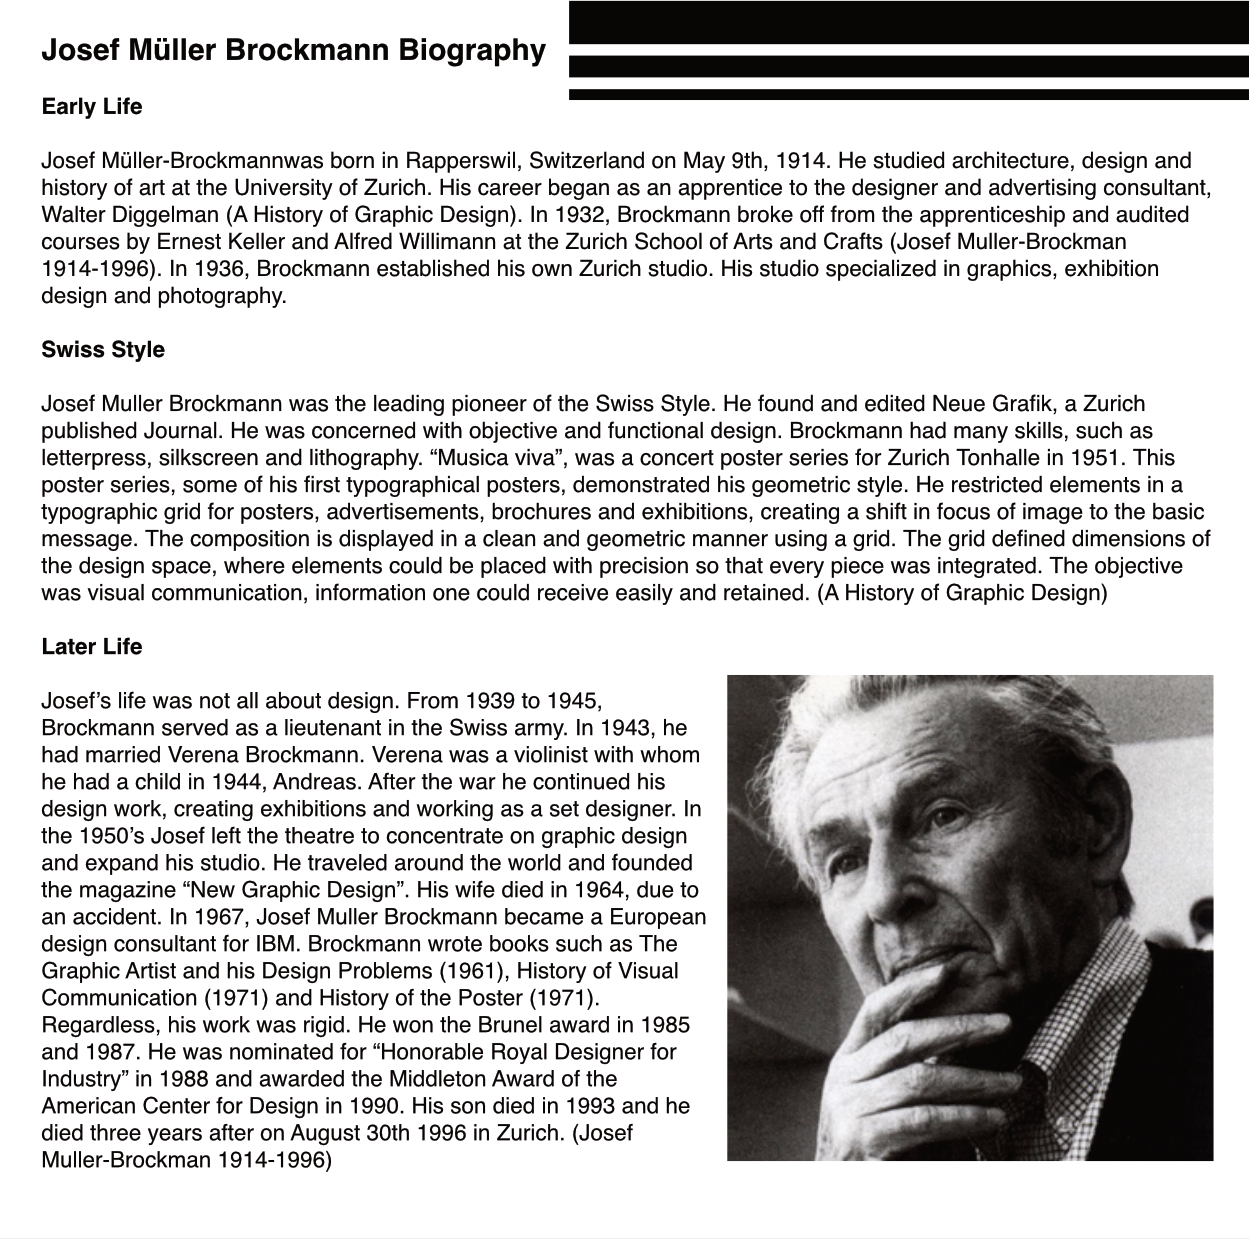 Josef Müller Brockmann Biography
Early Life
Josef Müller-Brockmannwas born in Rapperswil, Switzerland on May 9th, 1914. He studied architecture, design and
history of art at the University of Zurich. His career began as an apprentice to the designer and advertising consultant,
Walter Diggelman (A History of Graphic Design). In 1932, Brockmann broke off from the apprenticeship and audited
courses by Ernest Keller and Alfred Willimann at the Zurich School of Arts and Crafts (Josef Muller-Brockman
1914-1996). In 1936, Brockmann established his own Zurich studio. His studio specialized in graphics, exhibition
design and photography.
Swiss Style
Josef Muller Brockmann was the leading pioneer of the Swiss Style. He found and edited Neue Grafik, a Zurich
published Journal. He was concerned with objective and functional design. Brockmann had many skills, such as
letterpress, silkscreen and lithography. “Musica viva”, was a concert poster series for Zurich Tonhalle in 1951. This
poster series, some of his first typographical posters, demonstrated his geometric style. He restricted elements in a
typographic grid for posters, advertisements, brochures and exhibitions, creating a shift in focus of image to the basic
message. The composition is displayed in a clean and geometric manner using a grid. The grid defined dimensions of
the design space, where elements could be placed with precision so that every piece was integrated. The objective
was visual communication, information one could receive easily and retained. (A History of Graphic Design)
Later Life
Josef’s life was not all about design. From 1939 to 1945,
Brockmann served as a lieutenant in the Swiss army. In 1943, he
had married Verena Brockmann. Verena was a violinist with whom
he had a child in 1944, Andreas. After the war he continued his
design work, creating exhibitions and working as a set designer. In
the 1950’s Josef left the theatre to concentrate on graphic design
and expand his studio. He traveled around the world and founded
the magazine “New Graphic Design”. His wife died in 1964, due to
an accident. In 1967, Josef Muller Brockmann became a European
design consultant for IBM. Brockmann wrote books such as The
Graphic Artist and his Design Problems (1961), History of Visual
Communication (1971) and History of the Poster (1971).
Regardless, his work was rigid. He won the Brunel award in 1985
and 1987. He was nominated for “Honorable Royal Designer for
Industry” in 1988 and awarded the Middleton Award of the
American Center for Design in 1990. His son died in 1993 and he
died three years after on August 30th 1996 in Zurich. (Josef
Muller-Brockman 1914-1996)